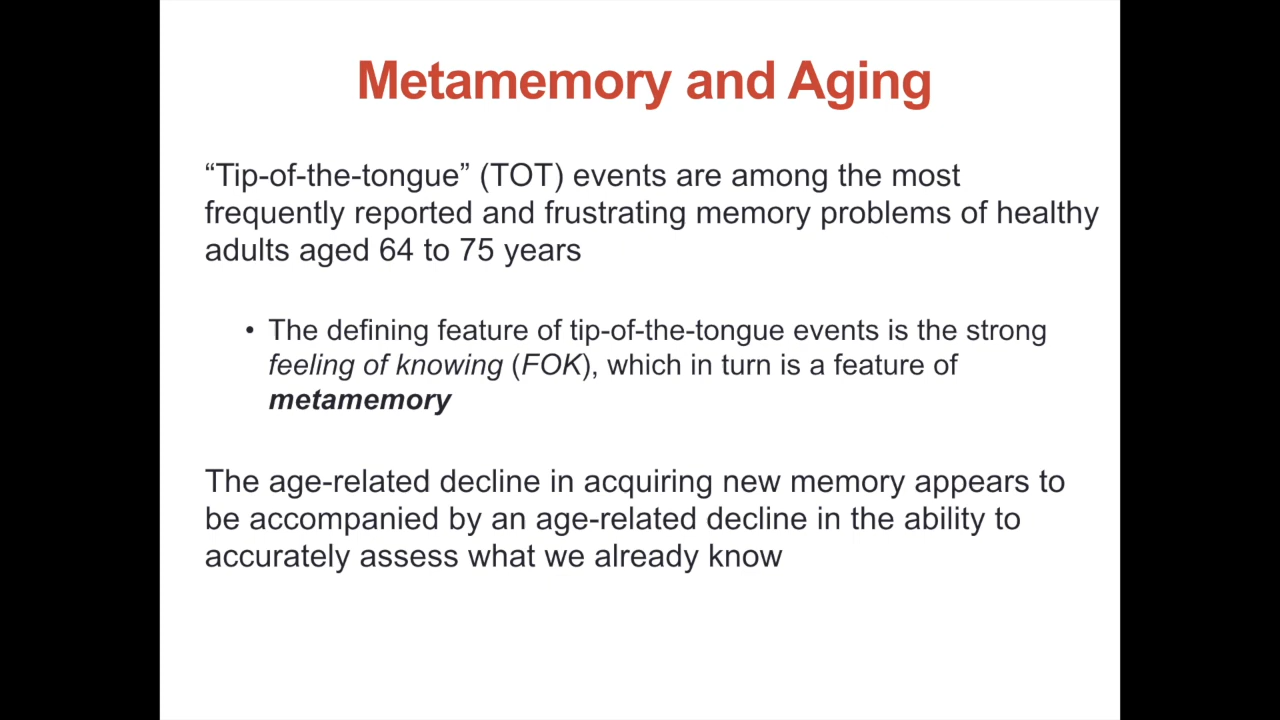 Metamemory and Aging
“Tip-of-the-tongue” (TOT) events are among the most
frequently reported and frustrating memory problems of healthy
adults aged 64 to 75 years
• The defining feature of tip-of-the-tongue events is the strong
feeling of knowing (FOK), which in turn is a feature of
metamemory
The age-related decline in acquiring new memory appears to
be accompanied by an age-related decline in the ability to
accurately assess what we already know